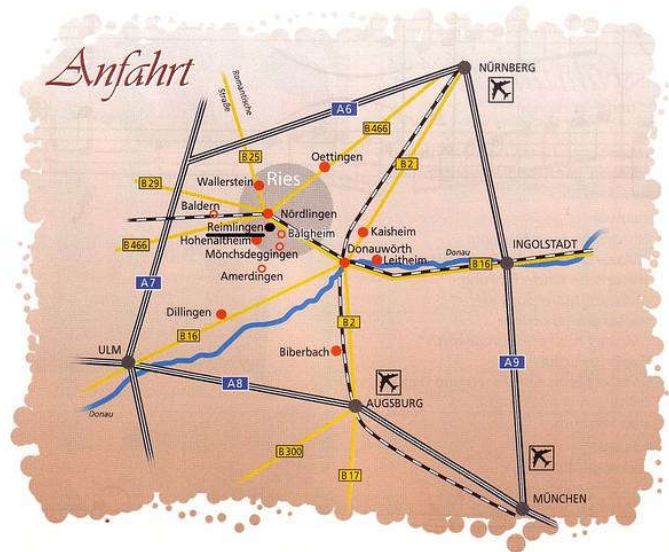 Anfahrt
NÜRNBERG
Romantische
Straße
A6
B466
B25
Oettingen
B2
Ries
Wallerstein
B29
Baldern
Nördlingen
Reimlingen
Balgheim
Kaisheim
Hohenaltheim
B466
Mönchsdeggingen
Donauwörth
Leitheim
Donau
INGOLSTADT
B16
Amerdingen
A7
Dillingen
B2
B16
ULM
Biberbach
A9
A8
AUGSBURG
Donau
B300
B17
MÜNCHEN